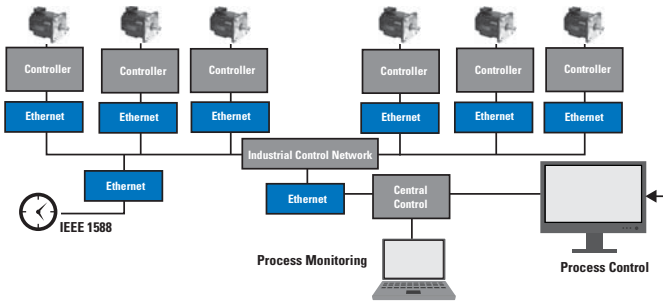 Controller
Controller
Controller
Controller
Controller
Controller
Ethernet
Ethernet
Ethernet
Ethernet
Ethernet
Ethernet
Industrial Control Network
Ethernet
Ethernet
Central
Control
IEEE 1588
Process Monitoring
Process Control